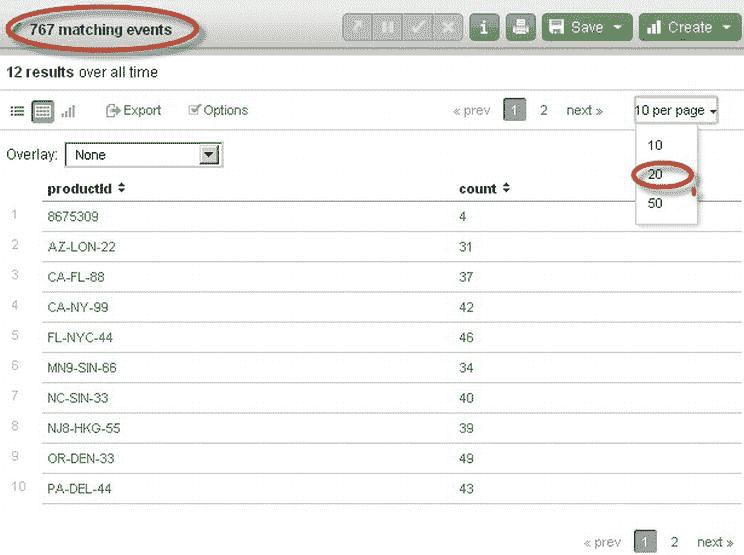 767 matching events
Save
Create
12 results over all time
Export
Options
« prev 1 2 next »
10 per page
10
20
50
Overlay: None
productId count
1 8675309 4
2 AZ-LON-22 31
3 CA-FL-88 37
4 CA-NY-99 42
5 FL-NYC-44 46
6 MN9-SIN-66 34
7 NC-SIN-33 40
8 NJ8-HKG-55 39
9 OR-DEN-33 49
10 PA-DEL-44 43
« prev 1 2 next »